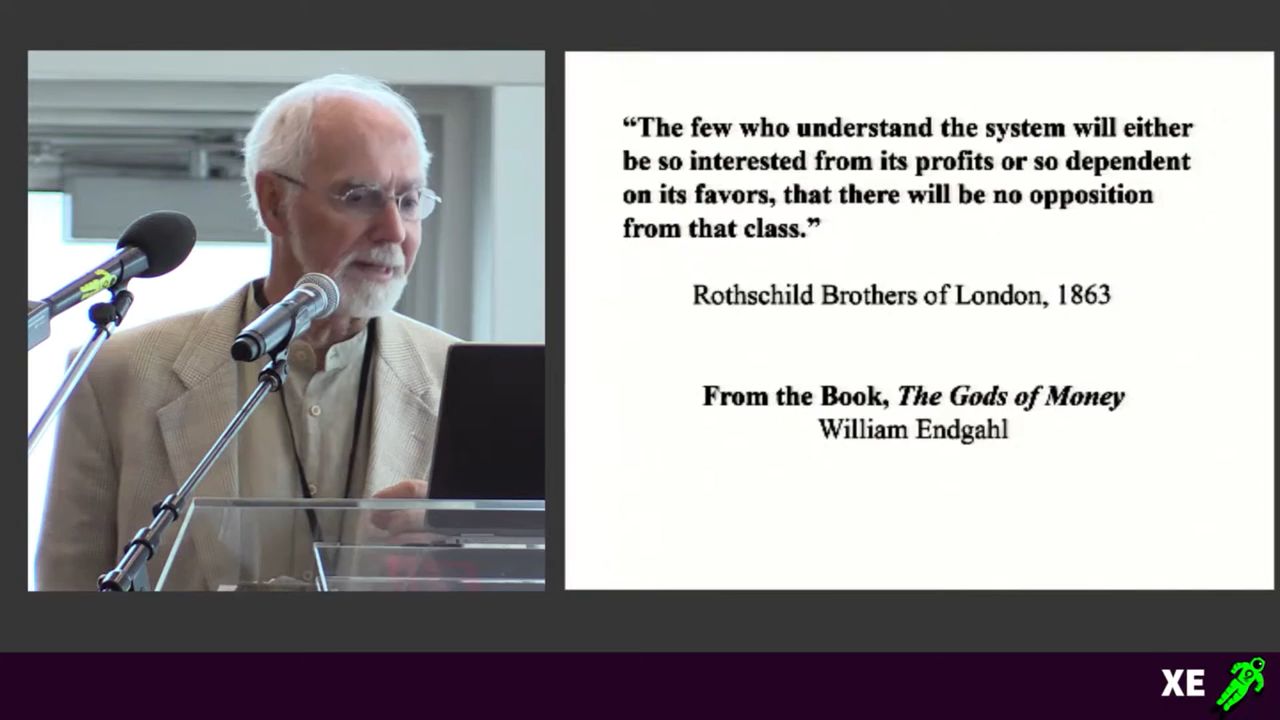 “The few who understand the system will either
be so interested from its profits or so dependent
on its favors, that there will be no opposition
from that class.”
Rothschild Brothers of London, 1863
From the Book, The Gods of Money
William Endgahl
XE